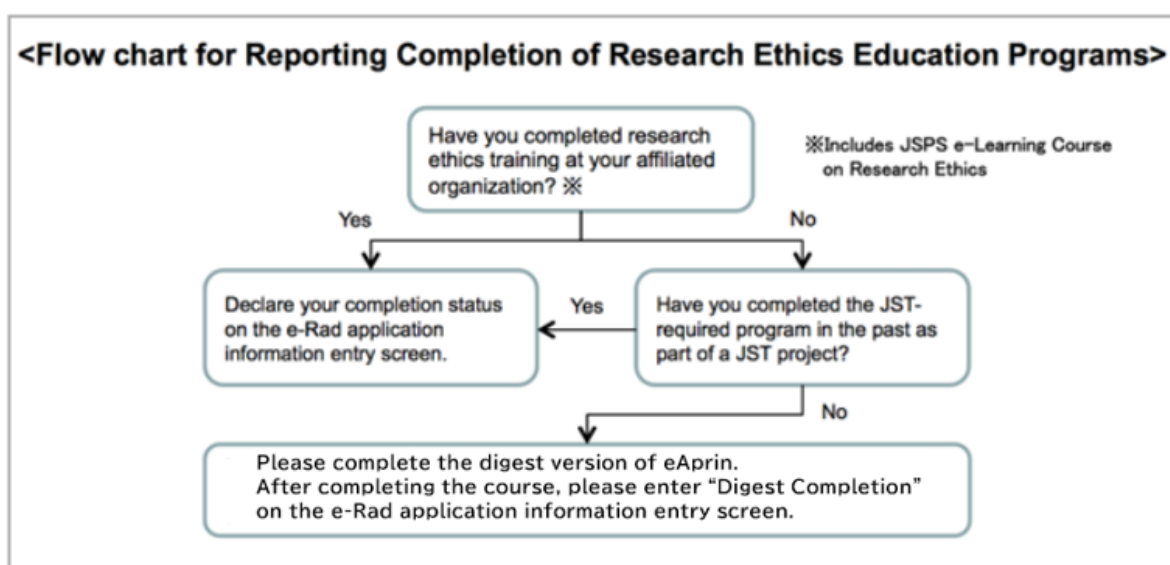 <Flow chart for Reporting Completion of Research Ethics Education Programs>
Have you completed research
ethics training at your affiliated
organization? ※
※Includes JSPS e-Learning Course
on Research Ethics
Yes
No
Declare your completion status
on the e-Rad application
information entry screen.
Yes
Have you completed the JST-
required program in the past as
part of a JST project?
No
Please complete the digest version of eAprin.
After completing the course, please enter “Digest Completion”
on the e-Rad application information entry screen.